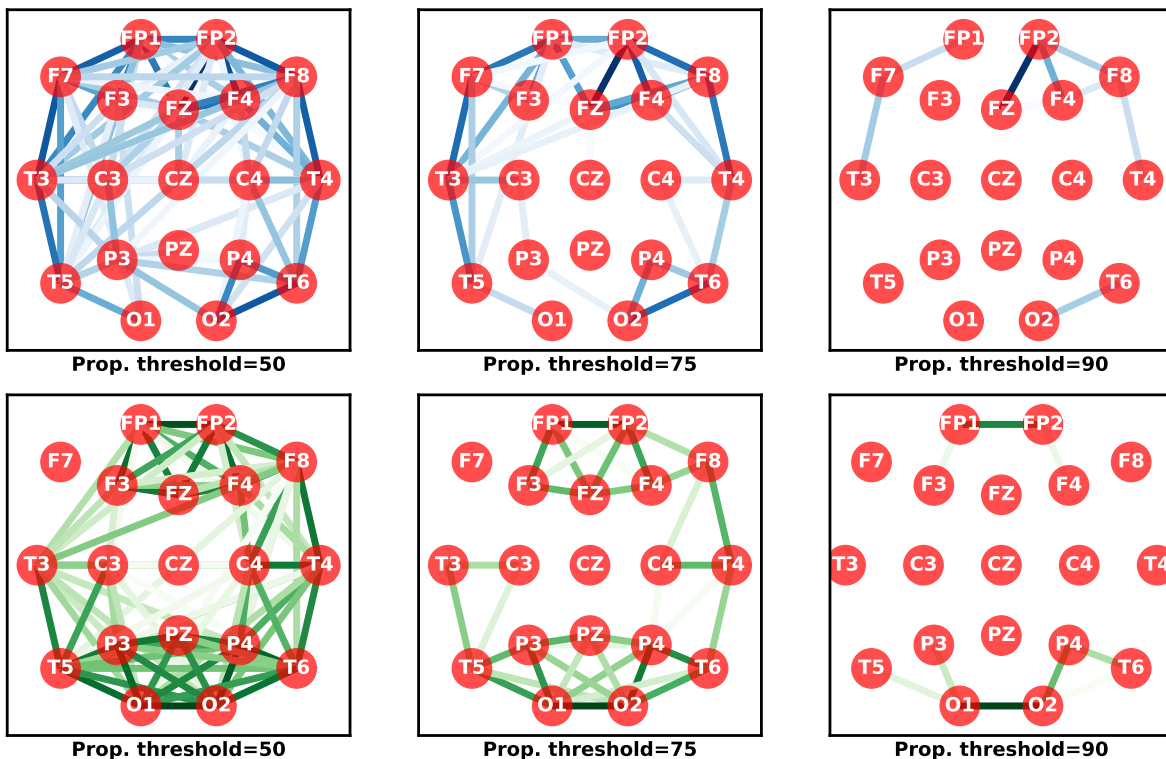 FP1 FP2 FP1 FP2 FP1 FP2
F7 F8 F7 F8 F7 F8
F3 FZ F4 F3 FZ F4 F3 FZ F4
T3 C3 CZ C4 T4 T3 C3 CZ C4 T4 T3 C3 CZ C4 T4
P3 PZ P4 P3 PZ P4 P3 PZ P4
T5 T6 T5 T6 T5 T6
O1 O2 O1 O2 O1 O2
Prop. threshold=50 Prop. threshold=75 Prop. threshold=90
FP1 FP2 FP1 FP2 FP1 FP2
F7 F8 F7 F8 F7 F8
F3 FZ F4 F3 FZ F4 F3 FZ F4
T3 C3 CZ C4 T4 T3 C3 CZ C4 T4 T3 C3 CZ C4 T4
P3 PZ P4 P3 PZ P4 P3 PZ P4
T5 T6 T5 T6 T5 T6
O1 O2 O1 O2 O1 O2
Prop. threshold=50 Prop. threshold=75 Prop. threshold=90